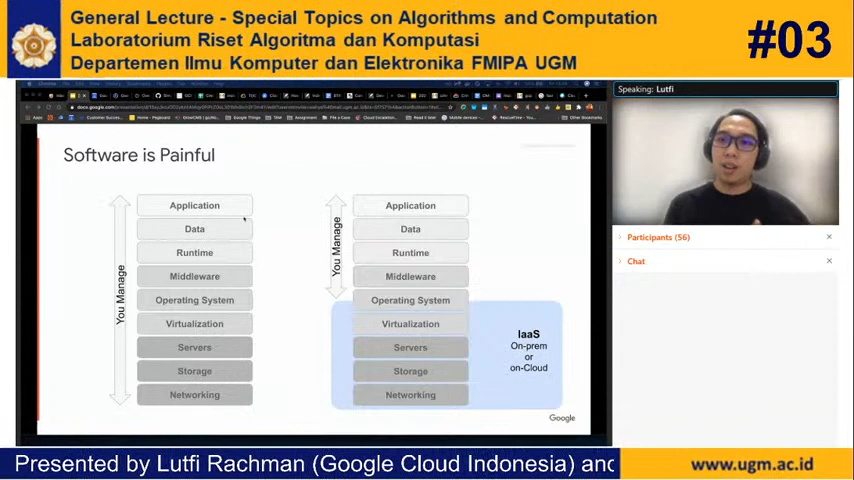 General Lecture - Special Topics on Algorithms and Computation
Laboratorium Riset Algoritma dan Komputasi
Departemen Ilmu Komputer dan Elektronika FMIPA UGM
#03
Speaking: Lutfi
Software is Painful
You Manage
Application
Data
Runtime
Middleware
Operating System
Virtualization
Servers
Storage
Networking
You Manage
Application
Data
Runtime
Middleware
Operating System
Virtualization
Servers
Storage
Networking
IaaS
On-prem
or
on-Cloud
Google
Participants (56)
Chat
Presented by Lutfi Rachman (Google Cloud Indonesia) and
www.ugm.ac.id